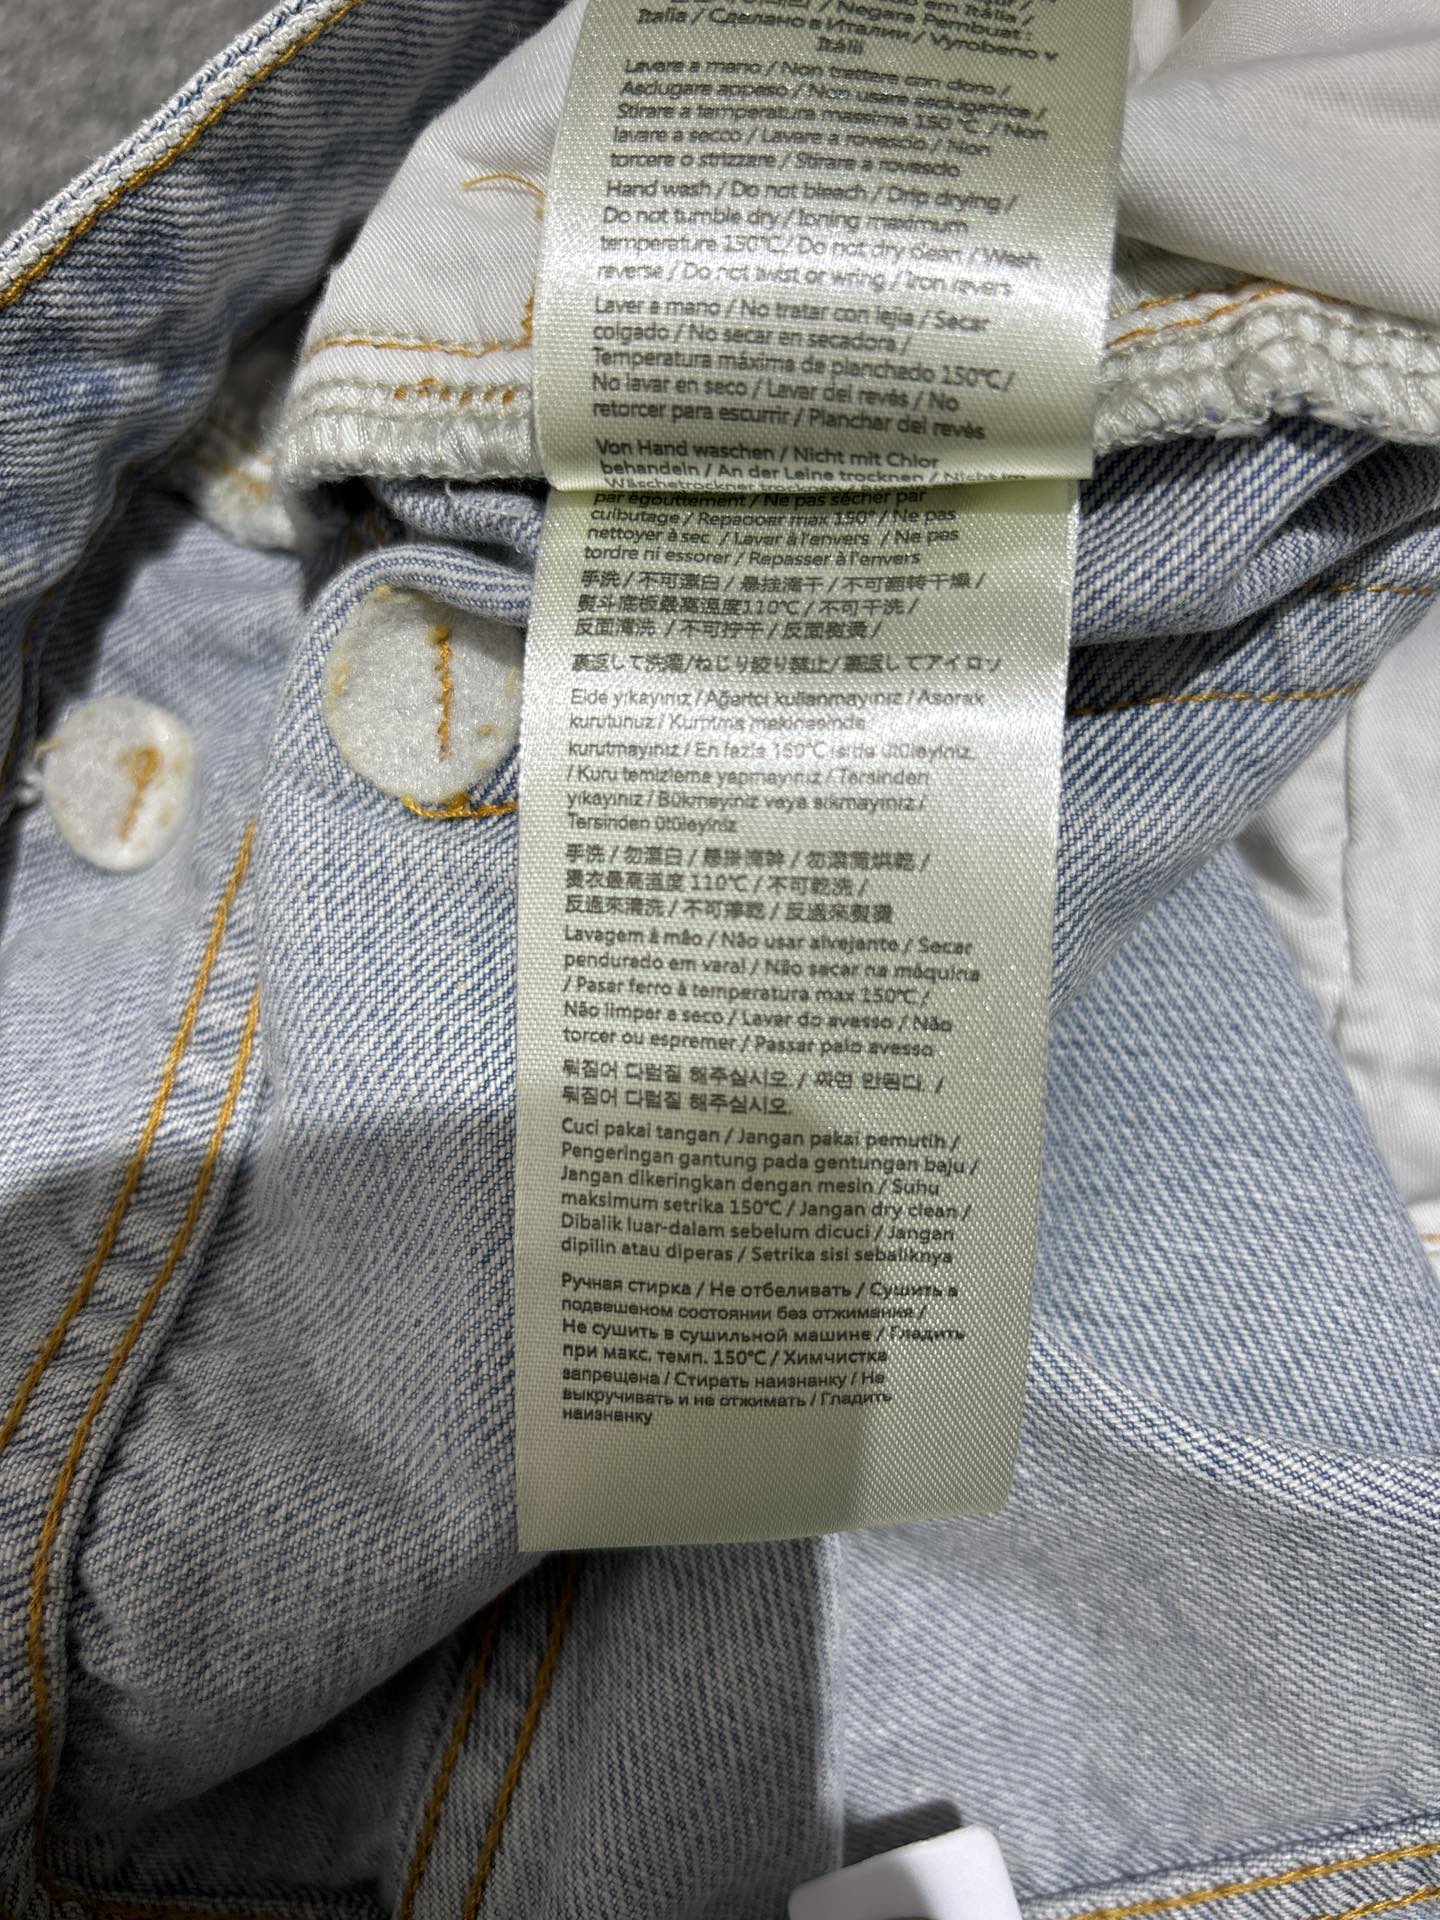 em Itália /
/ Negara Pembuat :
Italia / Сделано в Италии / Vyrobeno v
Itálii
Lavare a mano / Non trattare con cloro /
Asciugare appeso / Non usare asciugatrice /
Stirare a temperatura massima 150°C / Non
lavare a secco / Lavare a rovescio / Non
torcere o strizzare / Stirare a rovescio
Hand wash / Do not bleach / Drip drying /
Do not tumble dry / Ioning maximum
temperature 150°C / Do not dry clean / Wash
reverse / Do not twist or wring / Iron revers
Laver a mano / No tratar con lejia / Secar
colgado / No secar en secadora /
Temperatura máxima de planchado 150°C /
No lavar en seco / Lavar del revés / No
retorcer para escurrir / Planchar del revés
Von Hand waschen / Nicht mit Chlor
behandeln / An der Leine trocknen / Nicht im
Wäschetrockner
par égouttement / Ne pas sécher par
culbutage / Repasser max 150° / Ne pas
nettoyer à sec / Laver à l'envers / Ne pas
tordre ni essorer / Repasser à l'envers
手洗 / 不可漂白 / 悬挂滴干 / 不可翻转干燥 /
熨斗底板最高温度110°C / 不可干洗 /
反面清洗 / 不可拧干 / 反面熨烫 /
裏返して洗濯/ねじり絞り禁止/裏返してアイロン
Elde yıkayınız / Ağartıcı kullanmayınız / Asarak
kurutunuz / Kurutma makinesinde
kurutmayınız / En fazla 150°C ısıda ütüleyiniz.
/ Kuru temizleme yapmayınız / Tersinden
yıkayınız / Bükmeyiniz veya sıkmayınız /
Tersinden ütüleyiniz
手洗 / 勿漂白 / 懸掛滴幹 / 勿滾筒烘乾 /
燙衣最高溫度 110°C / 不可乾洗 /
反過來清洗 / 不可擰乾 / 反過來熨燙
Lavagem à mão / Não usar alvejante / Secar
pendurado em varal / Não secar na máquina
/ Pasar ferro à temperatura max 150°C /
Não limper a seco / Lavar do avesso / Não
torcer ou espremer / Passar pelo avesso
뒤집어 다림질 해주십시오. / 짜면 안된다. /
뒤집어 다림질 해주십시오.
Cuci pakai tangan / Jangan pakai pemutih /
Pengeringan gantung pada gentungan baju /
Jangan dikeringkan dengan mesin / Suhu
maksimum setrika 150°C / Jangan dry clean /
Dibalik luar-dalam sebelum dicuci / Jangan
dipilin atau diperas / Setrika sisi sebaliknya
Ручная стирка / Не отбеливать / Сушить в
подвешеном состоянии без отжимания /
Не сушить в сушильной машине / Гладить
при макс. темп. 150°C / Химчистка
запрещена / Стирать наизнанку / Не
выкручивать и не отжимать / Гладить
наизнанку